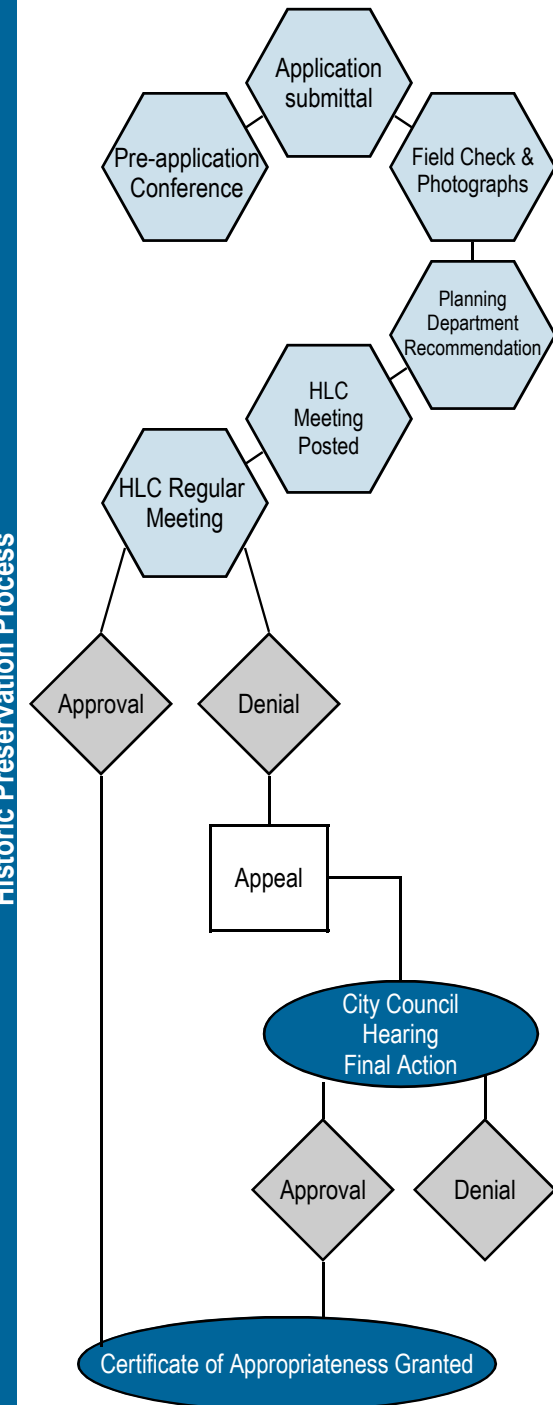 Historic Preservation Process
Application
submittal
Pre-application
Conference
Field Check &
Photographs
Planning
Department
Recommendation
HLC
Meeting
Posted
HLC Regular
Meeting
Approval
Denial
Appeal
City Council
Hearing
Final Action
Approval
Denial
Certificate of Appropriateness Granted